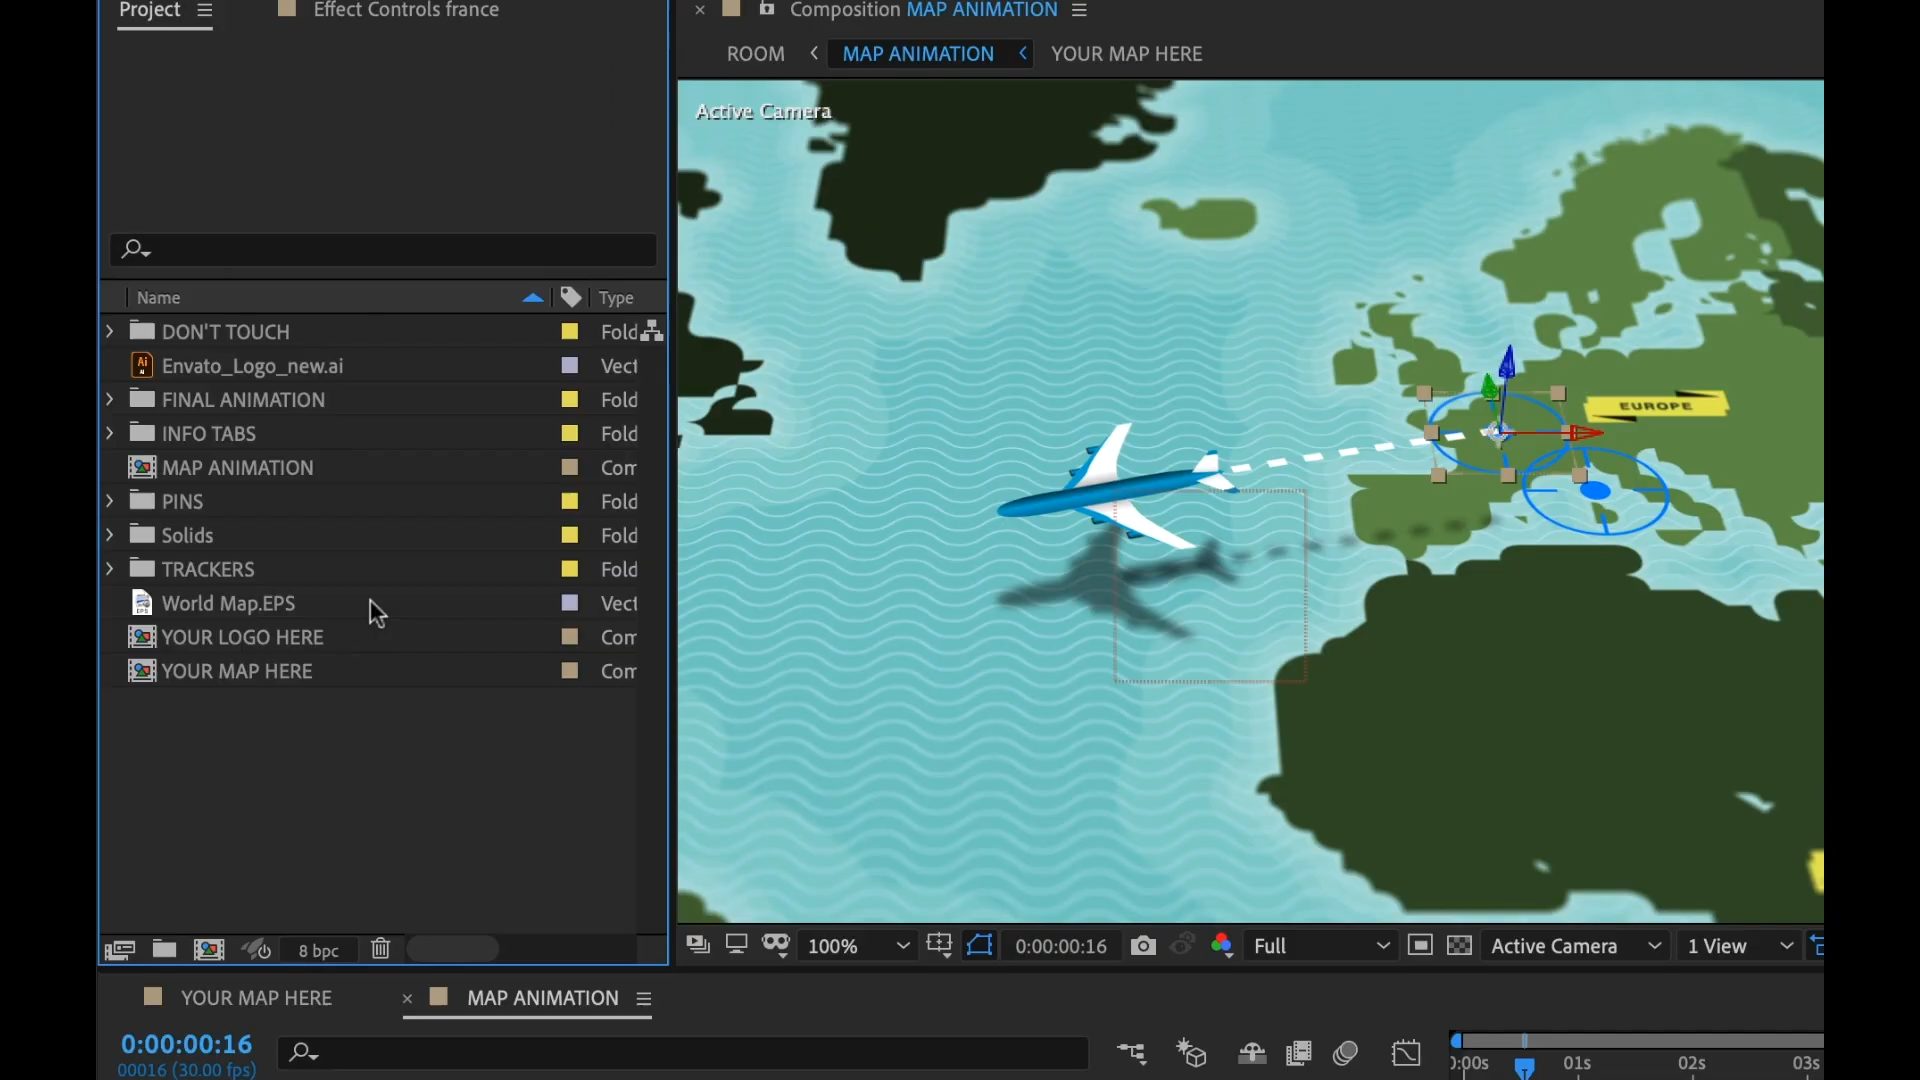 Project
Effect Controls france
Composition MAP ANIMATION
ROOM
MAP ANIMATION
YOUR MAP HERE
Active Camera
Name
Type
DON'T TOUCH
Fold
Ai
Envato_Logo_new.ai
Vect
FINAL ANIMATION
Fold
INFO TABS
Fold
MAP ANIMATION
Com
PINS
Fold
Solids
Fold
TRACKERS
Fold
EPS
World Map.EPS
Vect
YOUR LOGO HERE
Com
YOUR MAP HERE
Com
EUROPE
8 bpc
100%
0:00:00:16
Full
Active Camera
1 View
YOUR MAP HERE
MAP ANIMATION
0:00:00:16
00016 (30.00 fps)
0:00s
01s
02s
03s